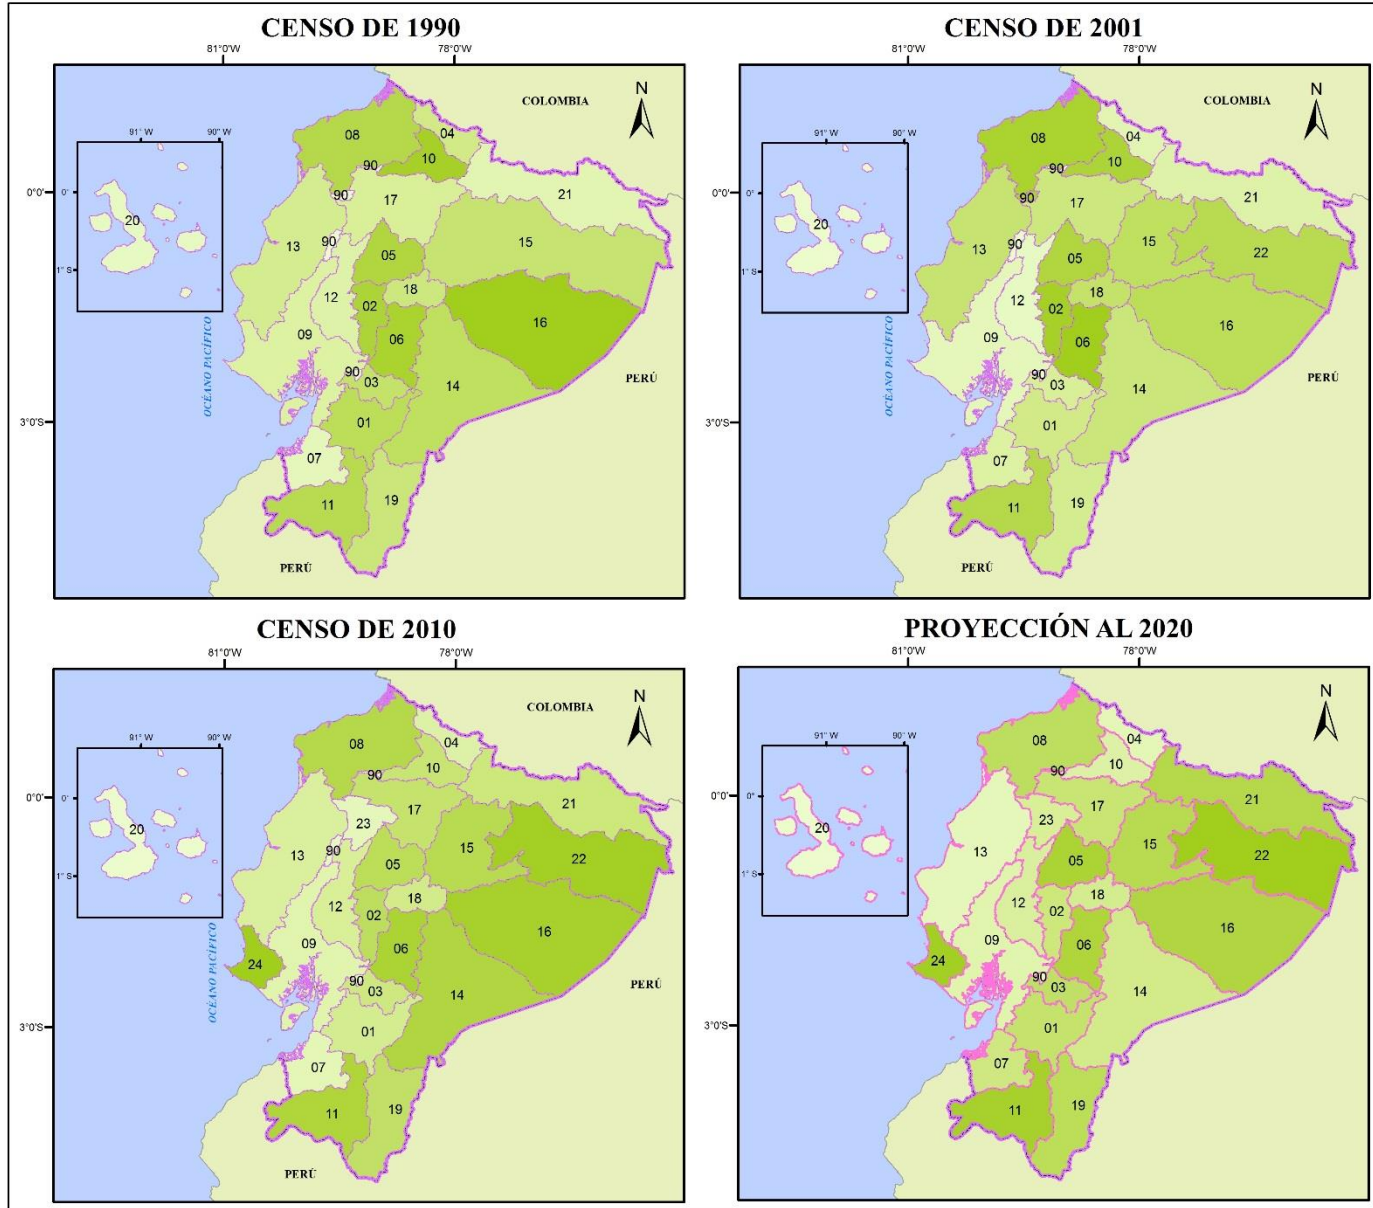 CENSO DE 1990
81°0'W
78°0'W
N
COLOMBIA
91° W
90° W
0°
1° S
20
0°0'
3°0'S
OCÉANO PACÍFICO
08
04
90
10
90
17
21
13
90
15
05
12
02
18
16
09
06
90
03
14
01
07
11
19
PERÚ
PERÚ
CENSO DE 2001
81°0'W
78°0'W
N
COLOMBIA
91° W
90° W
0°
1° S
20
0°0'
3°0'S
OCÉANO PACÍFICO
08
04
90
10
90
17
21
13
90
15
22
05
12
02
18
16
09
06
90
03
14
01
07
11
19
PERÚ
PERÚ
CENSO DE 2010
81°0'W
78°0'W
N
COLOMBIA
91° W
90° W
0°
1° S
20
0°0'
3°0'S
OCÉANO PACÍFICO
08
04
90
10
17
21
23
13
90
15
22
05
12
02
18
16
09
06
24
90
03
14
01
07
11
19
PERÚ
PERÚ
PROYECCIÓN AL 2020
81°0'W
78°0'W
N
91° W
90° W
0°
1° S
20
0°0'
3°0'S
08
04
90
10
17
21
23
13
15
22
05
12
02
18
16
09
06
24
90
03
14
01
07
11
19